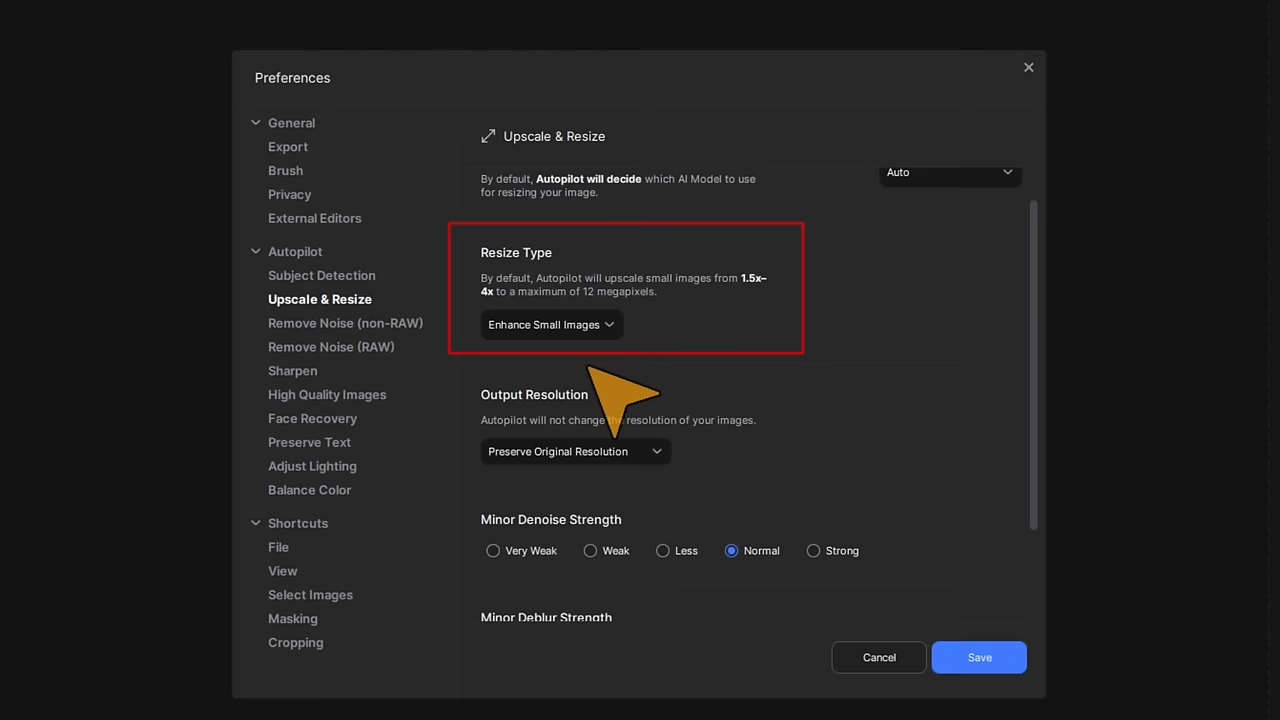 Preferences
General
Export
Brush
Privacy
External Editors
Autopilot
Subject Detection
Upscale & Resize
Remove Noise (non-RAW)
Remove Noise (RAW)
Sharpen
High Quality Images
Face Recovery
Preserve Text
Adjust Lighting
Balance Color
Shortcuts
File
View
Select Images
Masking
Cropping
Upscale & Resize
By default, Autopilot will decide which AI Model to use
for resizing your image.
Auto
Resize Type
By default, Autopilot will upscale small images from 1.5x–
4x to a maximum of 12 megapixels.
Enhance Small Images
Output Resolution
Autopilot will not change the resolution of your images.
Preserve Original Resolution
Minor Denoise Strength
Very Weak Weak Less Normal Strong
Minor Deblur Strength
Cancel Save